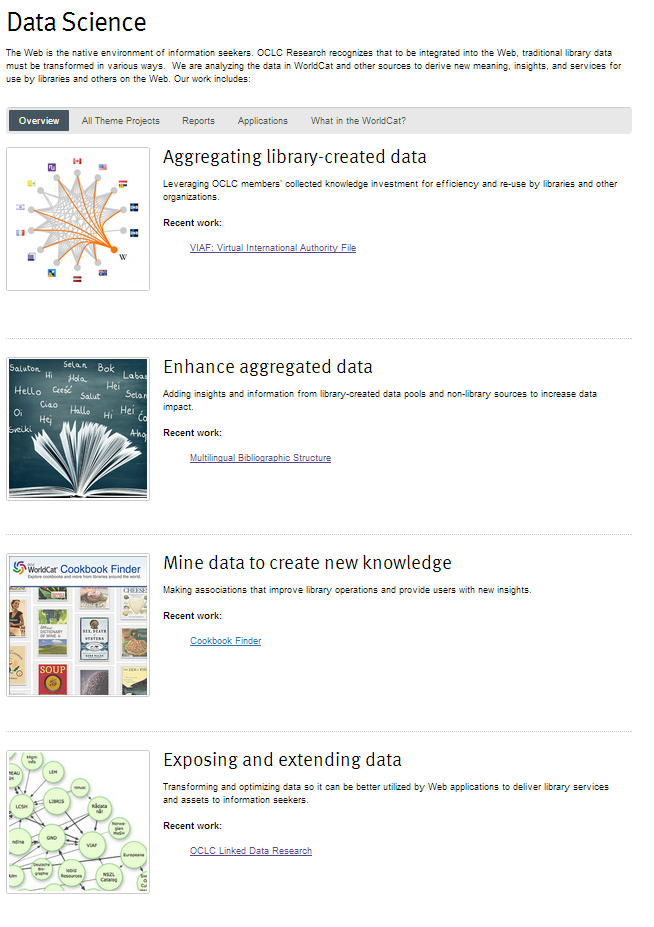 Data Science
The Web is the native environment of information seekers. OCLC Research recognizes that to be integrated into the Web, traditional library data
must be transformed in various ways.  We are analyzing the data in WorldCat and other sources to derive new meaning, insights, and services for
use by libraries and others on the Web. Our work includes:
Overview All Theme Projects Reports Applications What in the WorldCat?
W
Aggregating library-created data
Leveraging OCLC members' collected knowledge investment for efficiency and re-use by libraries and other
organizations.
Recent work:
VIAF: Virtual International Authority File
Saluton Selan Bok
Hi Hola Labas
Hello Cześć Salut Hei Selan
Ciao
Oi Hallo Hi Hei
Hej
Sveiki
Enhance aggregated data
Adding insights and information from library-created data pools and non-library sources to increase data
impact.
Recent work:
Multilingual Bibliographic Structure
WorldCat® Cookbook Finder
Explore cookbooks and more from libraries around the world.
CHEESE
DICTIONARY
SIX, DEATH
OYSTERS
SOUP
Mine data to create new knowledge
Making associations that improve library operations and provide users with new insights.
Recent work:
Cookbook Finder
LEM
LCSH
LIBRIS
GND
VIAF
Europeana
NSZL
Catalog
Exposing and extending data
Transforming and optimizing data so it can be better utilized by Web applications to deliver library services
and assets to information seekers.
Recent work:
OCLC Linked Data Research